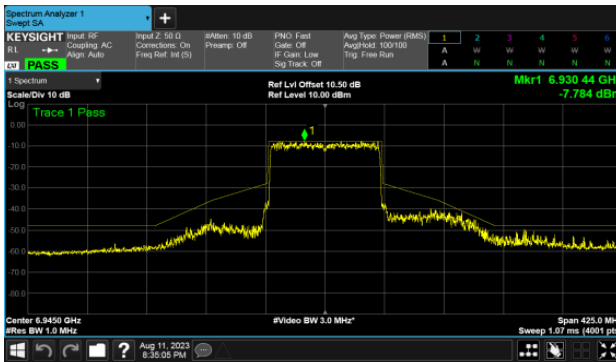 Spectrum Analyzer 1
Swept SA
+
KEYSIGHT Input: RF Input Z: 50 Ω #Atten: 10 dB PNO: Fast Avg Type: Power (RMS) 1 2 3 4 5 6
RL Coupling: AC Corrections: On Preamp: Off Gate: Off Avg|Hold: 100/100 A W W W W W
Align: Auto Freq Ref: Int (S) IF Gain: Low Trig: Free Run
LXI PASS Sig Track: Off A N N N N N
1 Spectrum Ref Lvl Offset 10.50 dB Mkr1 6.930 44 GH
Scale/Div 10 dB Ref Level 10.00 dBm -7.784 dBr
Log Trace 1 Pass
1
0.00
-10.0
-20.0
-30.0
-40.0
-50.0
-60.0
-70.0
-80.0
Center 6.9450 GHz #Video BW 3.0 MHz* Span 425.0 MH
#Res BW 1.0 MHz Sweep 1.07 ms (4001 pts
? Aug 11, 2023
8:35:05 PM